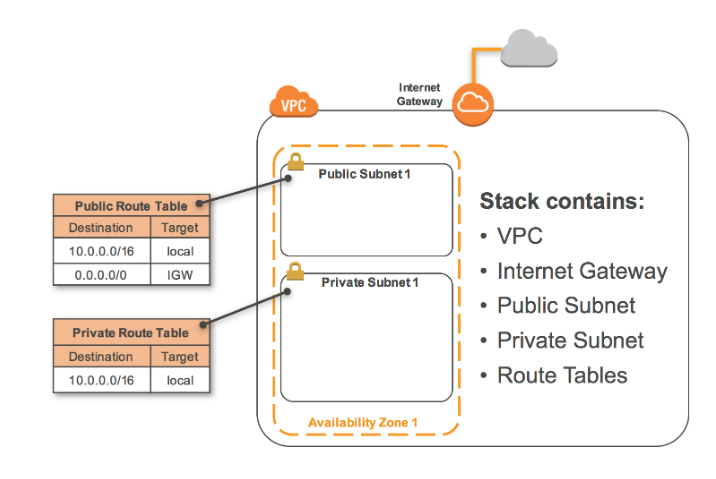 Internet
Gateway
VPC
Public Subnet 1
Public Route Table
Destination Target
10.0.0.0/16 local
0.0.0.0/0 IGW
Private Subnet 1
Private Route Table
Destination Target
10.0.0.0/16 local
Availability Zone 1
Stack contains:
• VPC
• Internet Gateway
• Public Subnet
• Private Subnet
• Route Tables